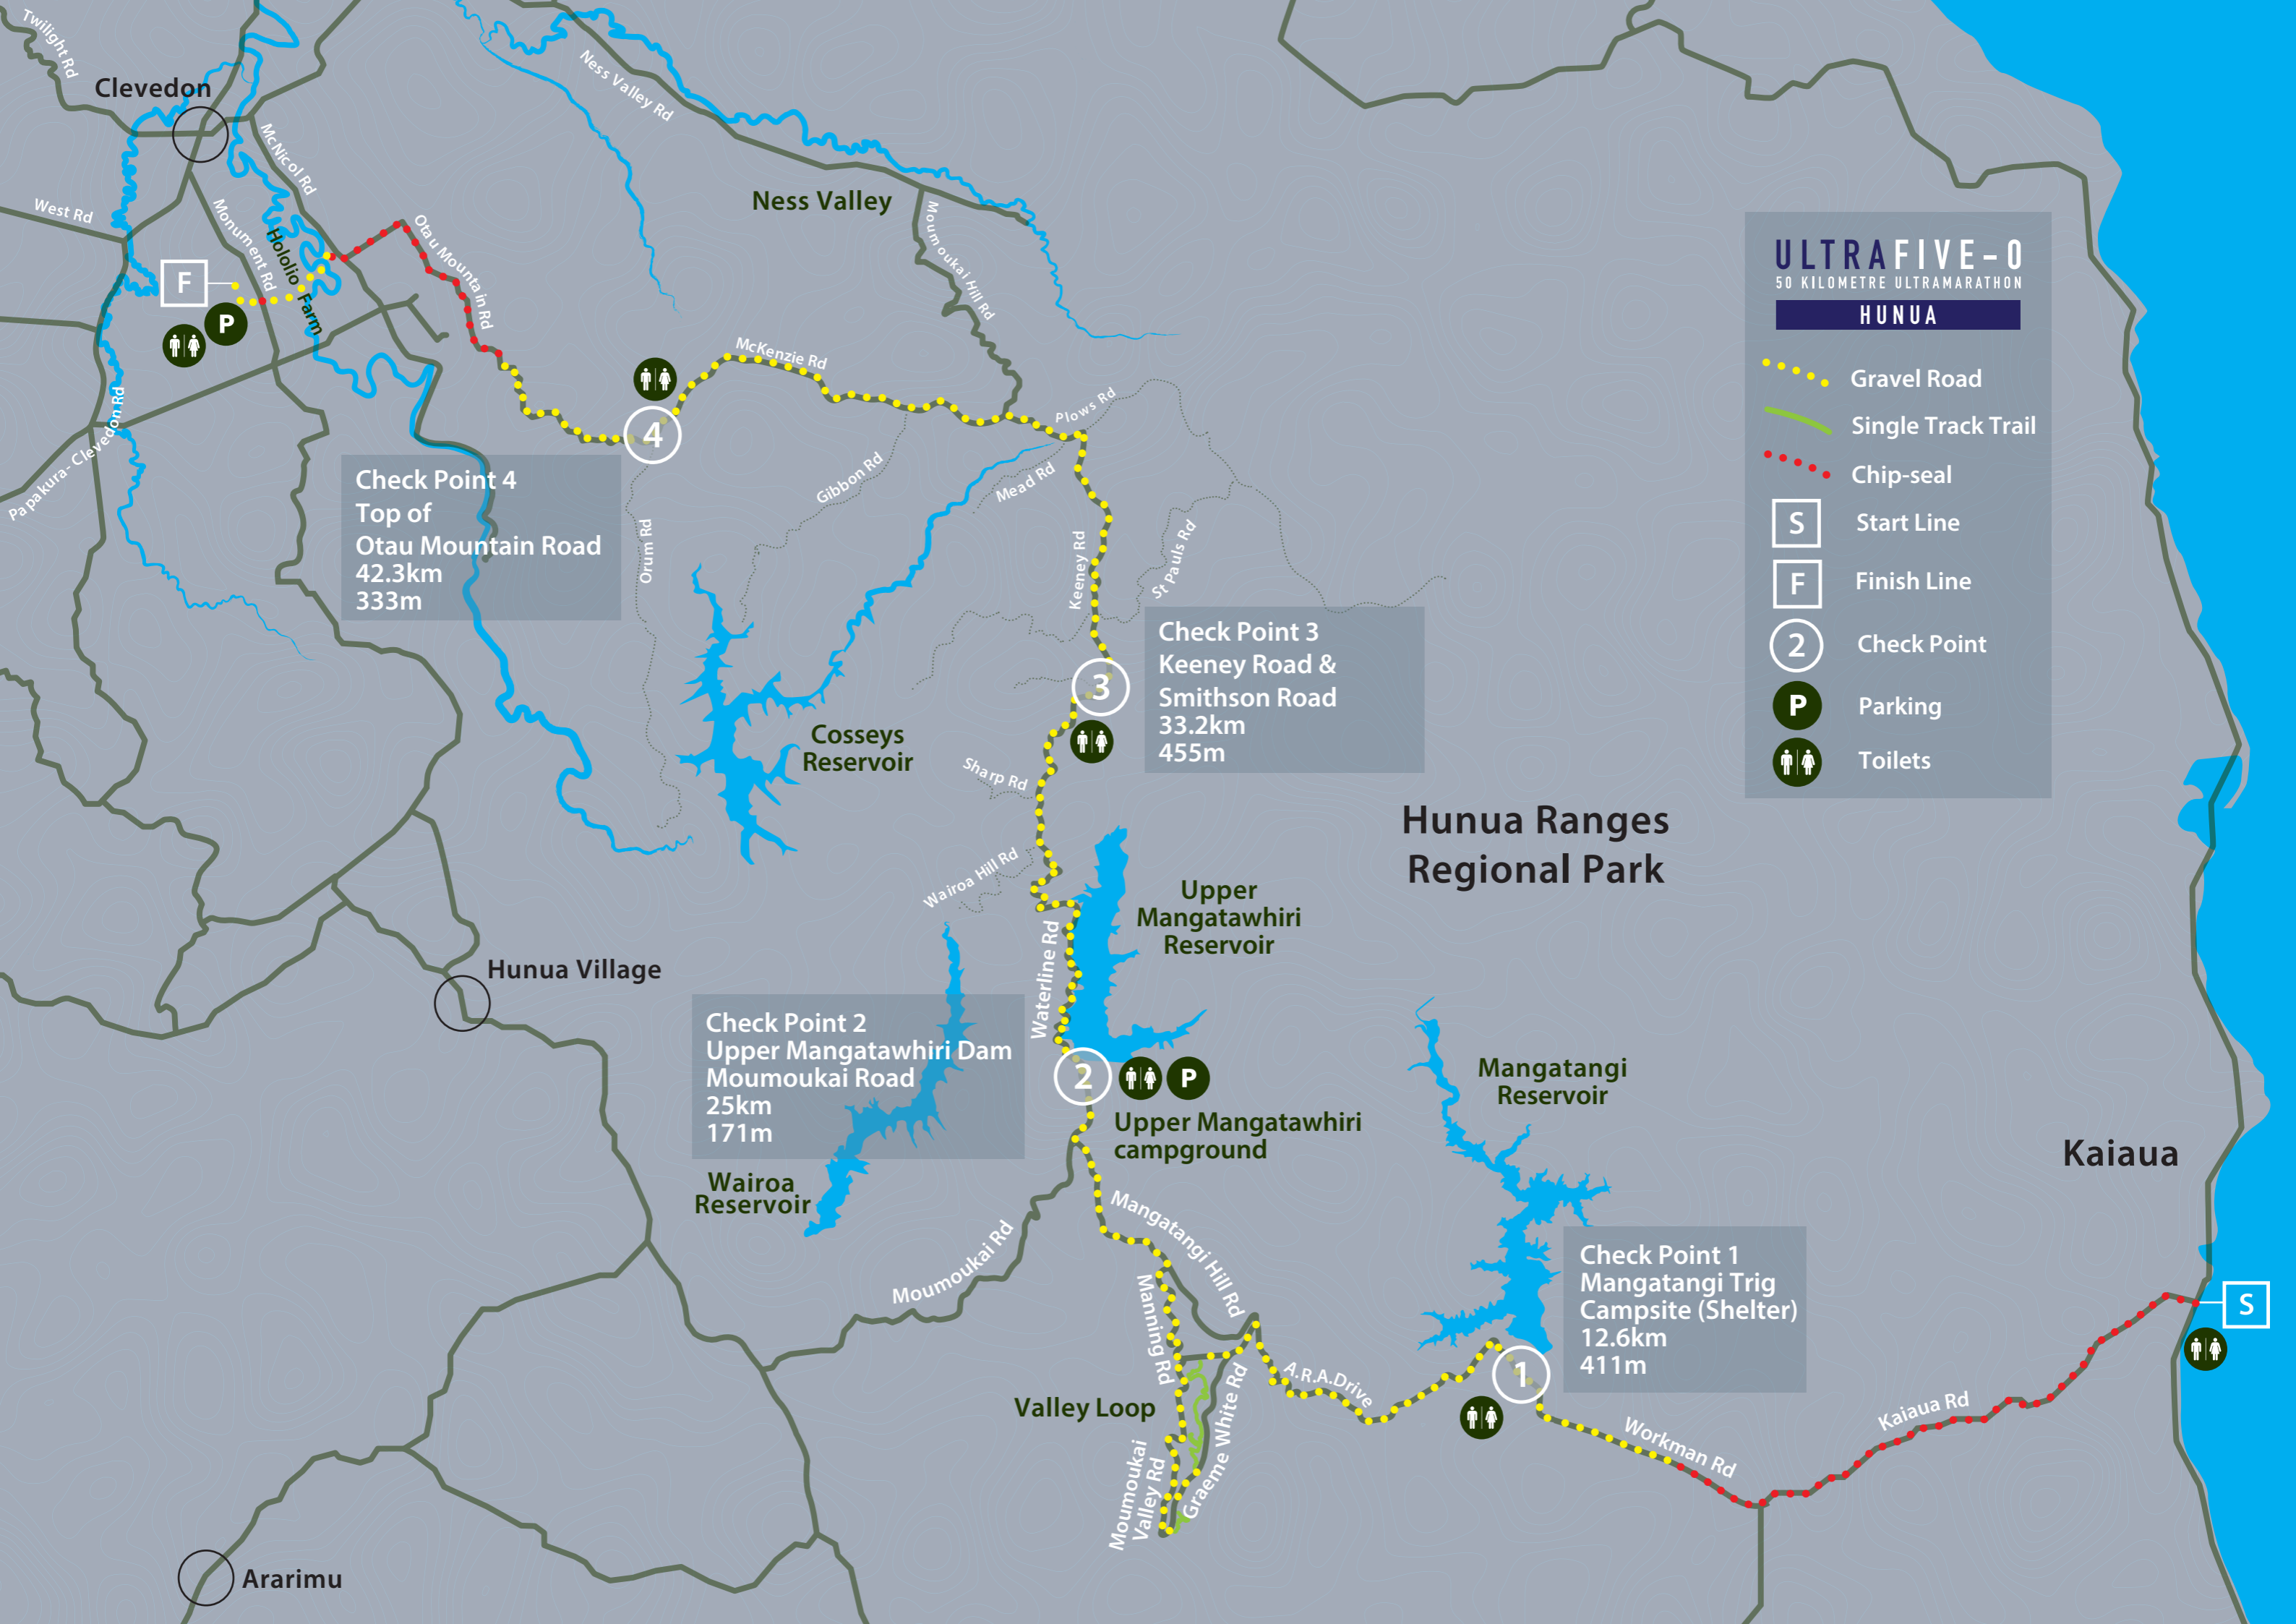 Twilight Rd
Clevedon
McNicol Rd
Ness Valley Rd
West Rd
Monument Rd
Hololio Farm
Otau Mountain Rd
Ness Valley
Moumoukai Hill Rd
F
P
McKenzie Rd
Papakura- Clevedon Rd
4
Plows Rd
Gibbon Rd
Mead Rd
Check Point 4
Top of
Otau Mountain Road
42.3km
333m
Orum Rd
Keeney Rd
St Pauls Rd
ULTRAFIVE-O
50 KILOMETRE ULTRAMARATHON
HUNUA
Gravel Road
Single Track Trail
Chip-seal
S
Start Line
F
Finish Line
2
Check Point
P
Parking
Toilets
Check Point 3
Keeney Road &
Smithson Road
33.2km
455m
3
Cosseys
Reservoir
Sharp Rd
Hunua Ranges
Regional Park
Wairoa Hill Rd
Upper
Mangatawhiri
Reservoir
Waterline Rd
Hunua Village
Check Point 2
Upper Mangatawhiri Dam
Moumoukai Road
25km
171m
2
P
Upper Mangatawhiri
campground
Mangatangi
Reservoir
Kaiaua
Wairoa
Reservoir
Moumoukai Rd
Mangatangi Hill Rd
Manning Rd
Check Point 1
Mangatangi Trig
Campsite (Shelter)
12.6km
411m
S
1
A.R.A.Drive
Valley Loop
Graeme White Rd
Moumoukai
Valley Rd
Workman Rd
Kaiaua Rd
Ararimu